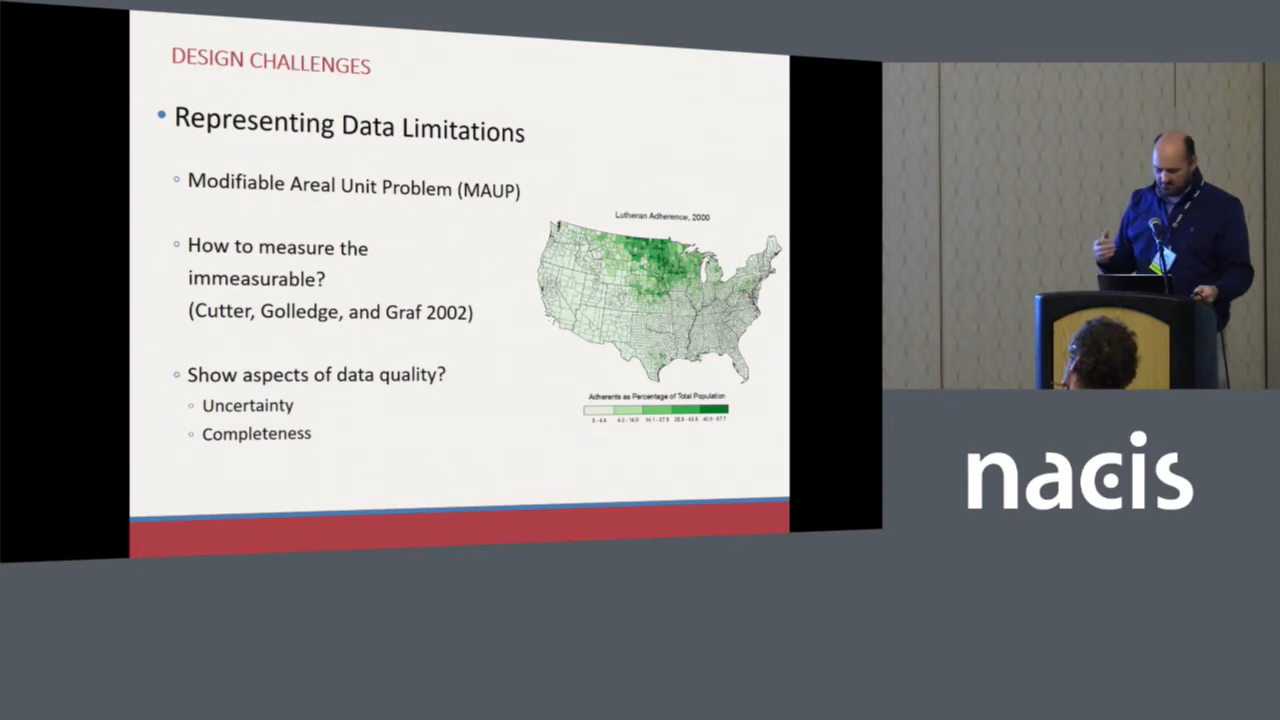 DESIGN CHALLENGES
Representing Data Limitations
Modifiable Areal Unit Problem (MAUP)
How to measure the
immeasurable?
(Cutter, Golledge, and Graf 2002)
Show aspects of data quality?
Uncertainty
Completeness
Lutheran Adherence, 2000
Adherents as Percentage of Total Population
nacis